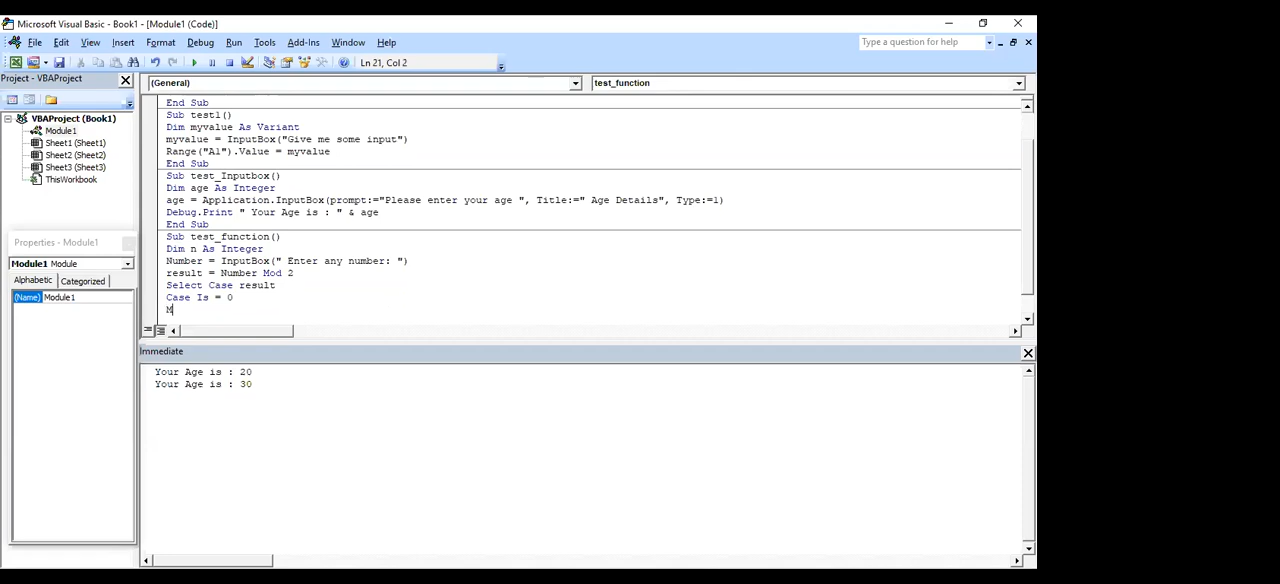 Microsoft Visual Basic - Book1 - [Module1 (Code)]
File Edit View Insert Format Debug Run Tools Add-Ins Window Help
Type a question for help
Ln 21, Col 2
Project - VBAProject
(General)
test_function
VBAProject (Book1)
Module1
Sheet1 (Sheet1)
Sheet2 (Sheet2)
Sheet3 (Sheet3)
ThisWorkbook
Properties - Module1
Module1 Module
Alphabetic Categorized
(Name) Module1
End Sub
Sub test1()
Dim myvalue As Variant
myvalue = InputBox("Give me some input")
Range("A1").Value = myvalue
End Sub
Sub test_Inputbox()
Dim age As Integer
age = Application.InputBox(prompt:="Please enter your age ", Title:=" Age Details", Type:=1)
Debug.Print " Your Age is : " & age
End Sub
Sub test_function()
Dim n As Integer
Number = InputBox(" Enter any number: ")
result = Number Mod 2
Select Case result
Case Is = 0
M
Immediate
Your Age is : 20
Your Age is : 30